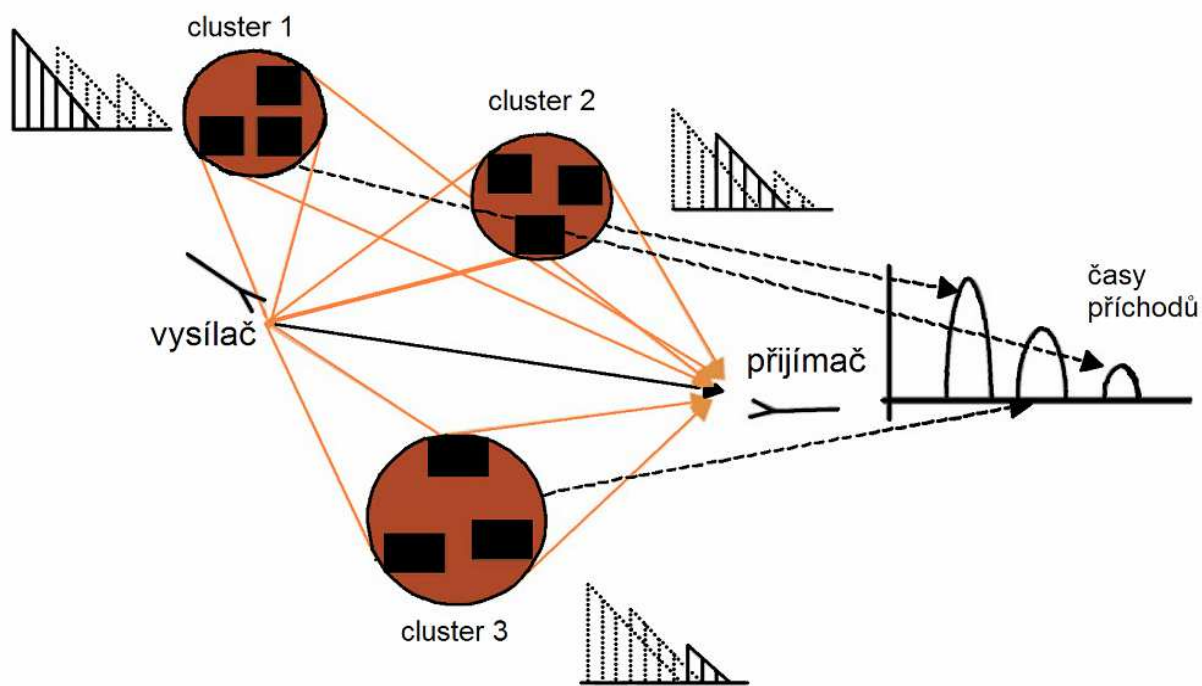 cluster 1
cluster 2
časy
příchodů
vysílač
přijímač
cluster 3